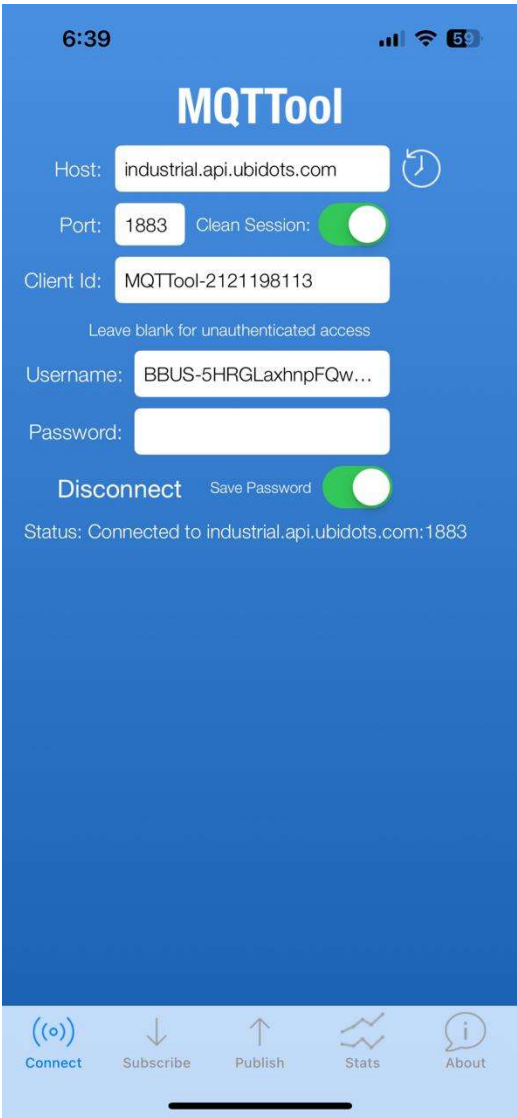 6:39 59
MQTTool
Host: industrial.api.ubidots.com
Port: 1883 Clean Session:
Client Id: MQTTool-2121198113
Leave blank for unauthenticated access
Username: BBUS-5HRGLaxhnpFQw...
Password:
Disconnect Save Password
Status: Connected to industrial.api.ubidots.com:1883
Connect Subscribe Publish Stats About